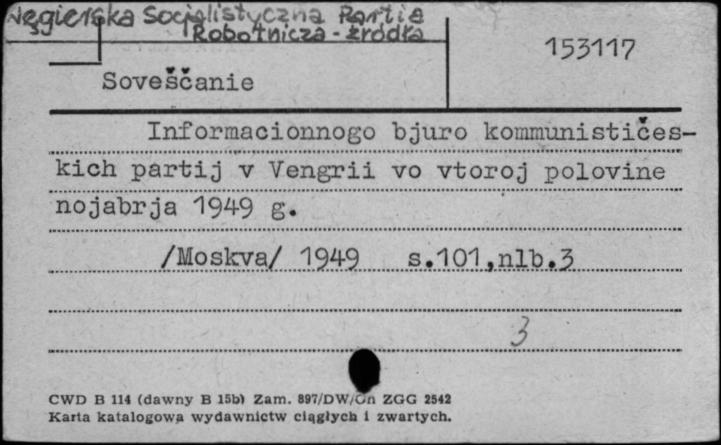 Węgierska Socjalistyczna Partia
Robotnicza - źródła
153117
Soveščanie
Informacionnogo bjuro kommunističes-
kich partij v Vengrii vo vtoroj polovine
nojabrja 1949 g.
/Moskva/ 1949 s.101,nlb.3
3
CWD B 114 (dawny B 15b) Zam. 897/DW/Gn ZGG 2542
Karta katalogowa wydawnictw ciągłych i zwartych.